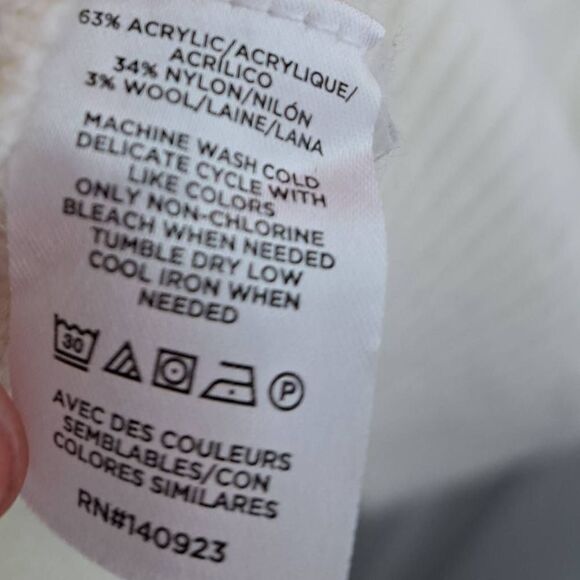 63% ACRYLIC/ACRYLIQUE/
ACRÍLICO
34% NYLON/NILÓN
3% WOOL/LAINE/LANA
MACHINE WASH COLD
DELICATE CYCLE WITH
LIKE COLORS
ONLY NON-CHLORINE
BLEACH WHEN NEEDED
TUMBLE DRY LOW
COOL IRON WHEN
NEEDED
30 P
AVEC DES COULEURS
SEMBLABLES/CON
COLORES SIMILARES
RN#140923